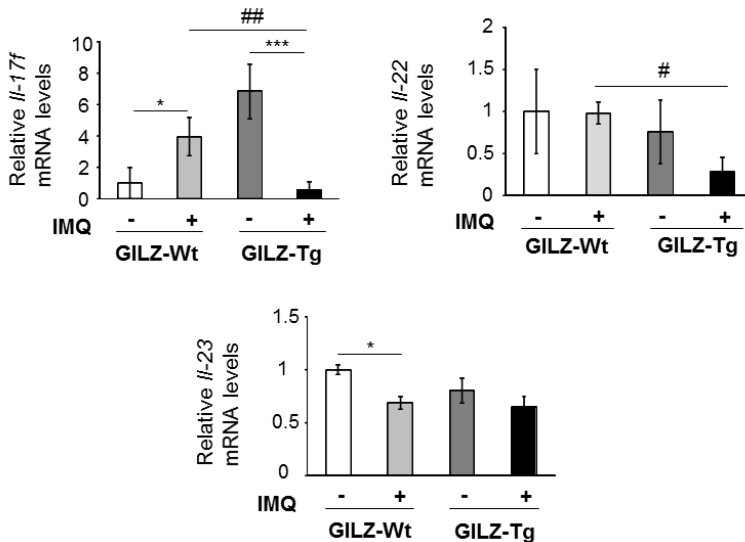 ##
***
*
Relative Il-17f
mRNA levels
10
8
6
4
2
0
- + - +
IMQ
GILZ-Wt GILZ-Tg
#
Relative Il-22
mRNA levels
2
1.5
1
0.5
0
- + - +
IMQ
GILZ-Wt GILZ-Tg
*
Relative Il-23
mRNA levels
1.5
1
0.5
0
- + - +
IMQ
GILZ-Wt GILZ-Tg